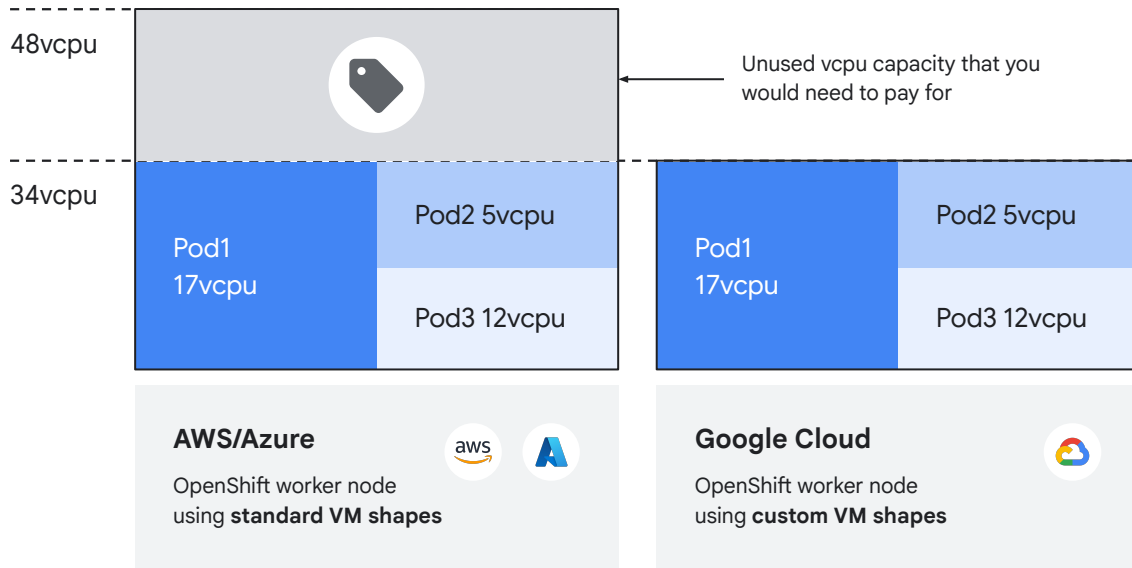 48vcpu
Unused vcpu capacity that you
would need to pay for
34vcpu
Pod1
17vcpu
Pod2 5vcpu
Pod3 12vcpu
Pod1
17vcpu
Pod2 5vcpu
Pod3 12vcpu
AWS/Azure
aws
OpenShift worker node
using standard VM shapes
Google Cloud
OpenShift worker node
using custom VM shapes